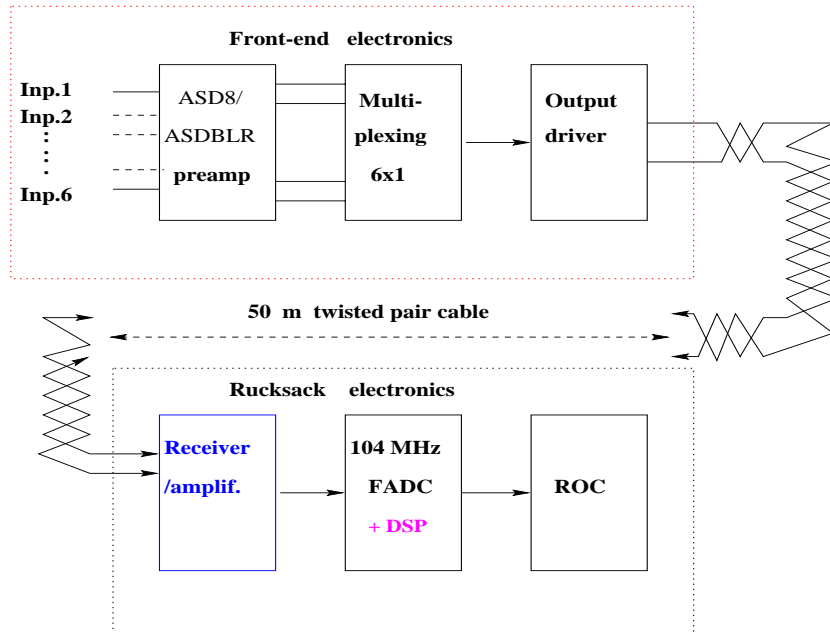 Front-end electronics
Inp.1
Inp.2
Inp.6
ASD8/
ASDBLR
preamp
Multi-
plexing
6x1
Output
driver
50 m twisted pair cable
Rucksack electronics
Receiver
/amplif.
104 MHz
FADC
+ DSP
ROC